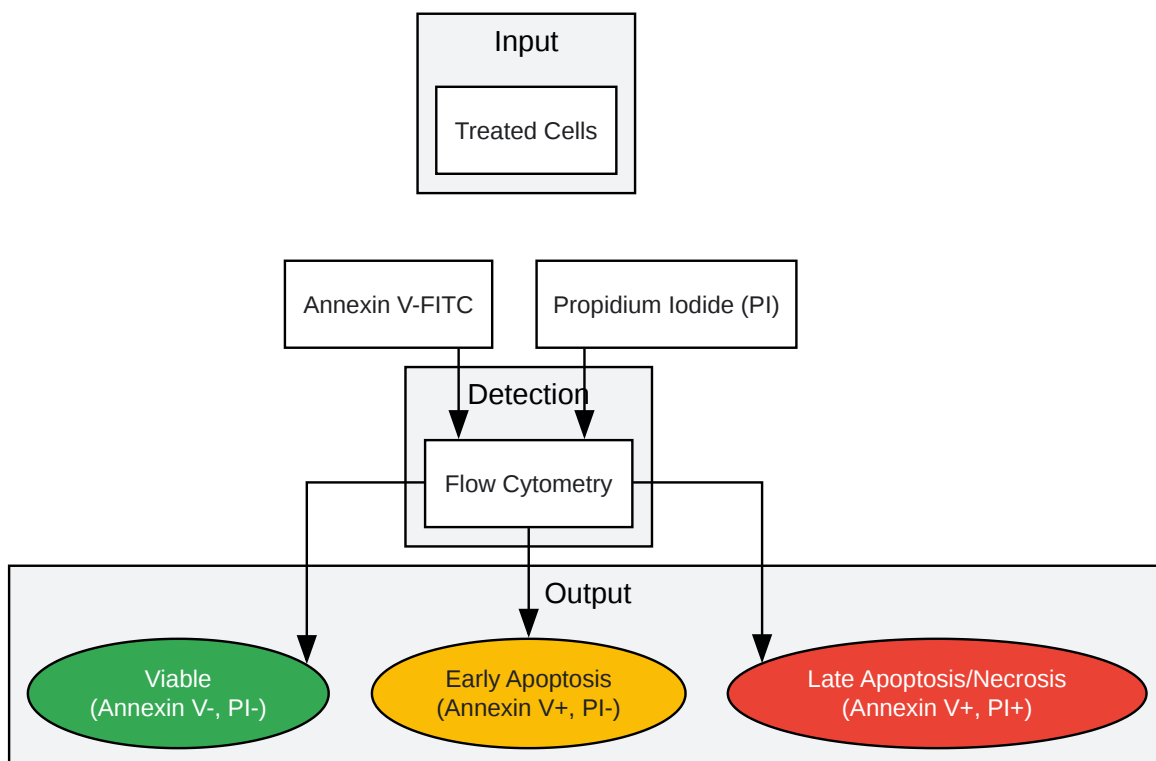 Input
Treated Cells
Annexin V-FITC
Propidium Iodide (PI)
Detection
Flow Cytometry
Output
Viable
(Annexin V-, PI-)
Early Apoptosis
(Annexin V+, PI-)
Late Apoptosis/Necrosis
(Annexin V+, PI+)